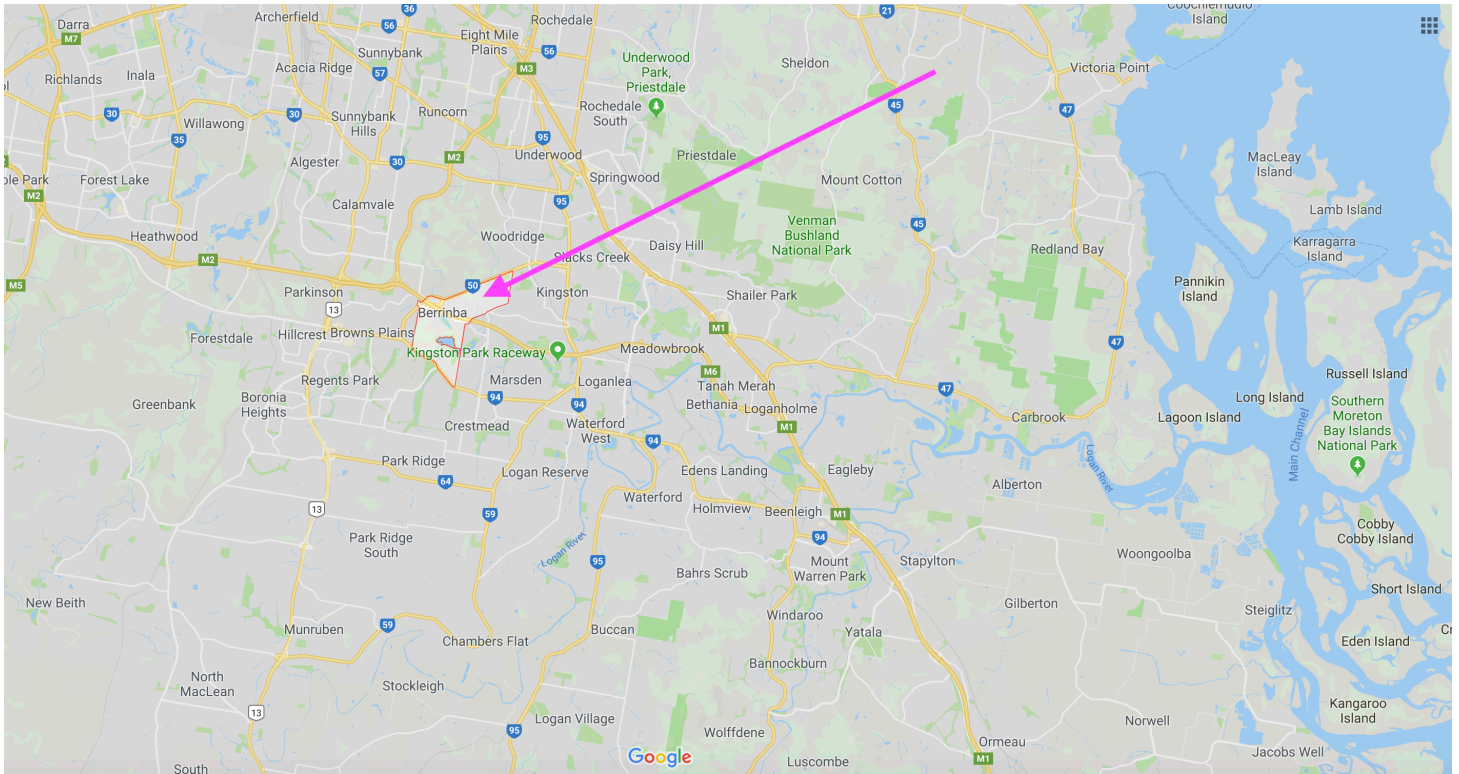 Coochiemudlo
Island
36
21
Archerfield
Rochedale
Darra
M7
56
Eight Mile
Plains
56
Sunnybank
Underwood
Park,
Priestdale
Sheldon
Victoria Point
Inala
Richlands
Acacia Ridge
57
M3
Rochedale
South
45
47
30
30
Runcorn
Willawong
Sunnybank
Hills
35
95
M2
Underwood
Priestdale
MacLeay
Island
Algester
30
ole Park
Forest Lake
M2
Springwood
Mount Cotton
95
Calamvale
Lamb Island
Venman
Bushland
National Park
45
Heathwood
Woodridge
Daisy Hill
Redland Bay
Karragarra
Island
M2
Slacks Creek
M5
50
Pannikin
Island
Parkinson
Kingston
Shailer Park
13
Berrinba
M1
Forestdale
Hillcrest
Browns Plains
47
Kingston Park Raceway
Meadowbrook
M6
Regents Park
Marsden
Loganlea
Tanah Merah
47
Russell Island
Greenbank
Boronia
Heights
94
94
Bethania
Loganholme
Carbrook
Lagoon Island
Long Island
Southern
Moreton
Bay Islands
National Park
Crestmead
Waterford
West
M1
94
Main Channel
Park Ridge
Logan Reserve
Edens Landing
Eagleby
Logan River
64
Alberton
Waterford
13
59
Holmview
Beenleigh
M1
Park Ridge
South
Logan River
94
Cobby
Cobby Island
95
Mount
Warren Park
Stapylton
Woongoolba
Bahrs Scrub
Short Island
New Beith
Gilberton
Steiglitz
Windaroo
59
Munruben
Buccan
Yatala
Chambers Flat
Eden Island
Cr
Bannockburn
North
MacLean
Stockleigh
13
95
Logan Village
Wolffdene
Kangaroo
Island
Norwell
Ormeau
Jacobs Well
Google
M1
South
Luscombe